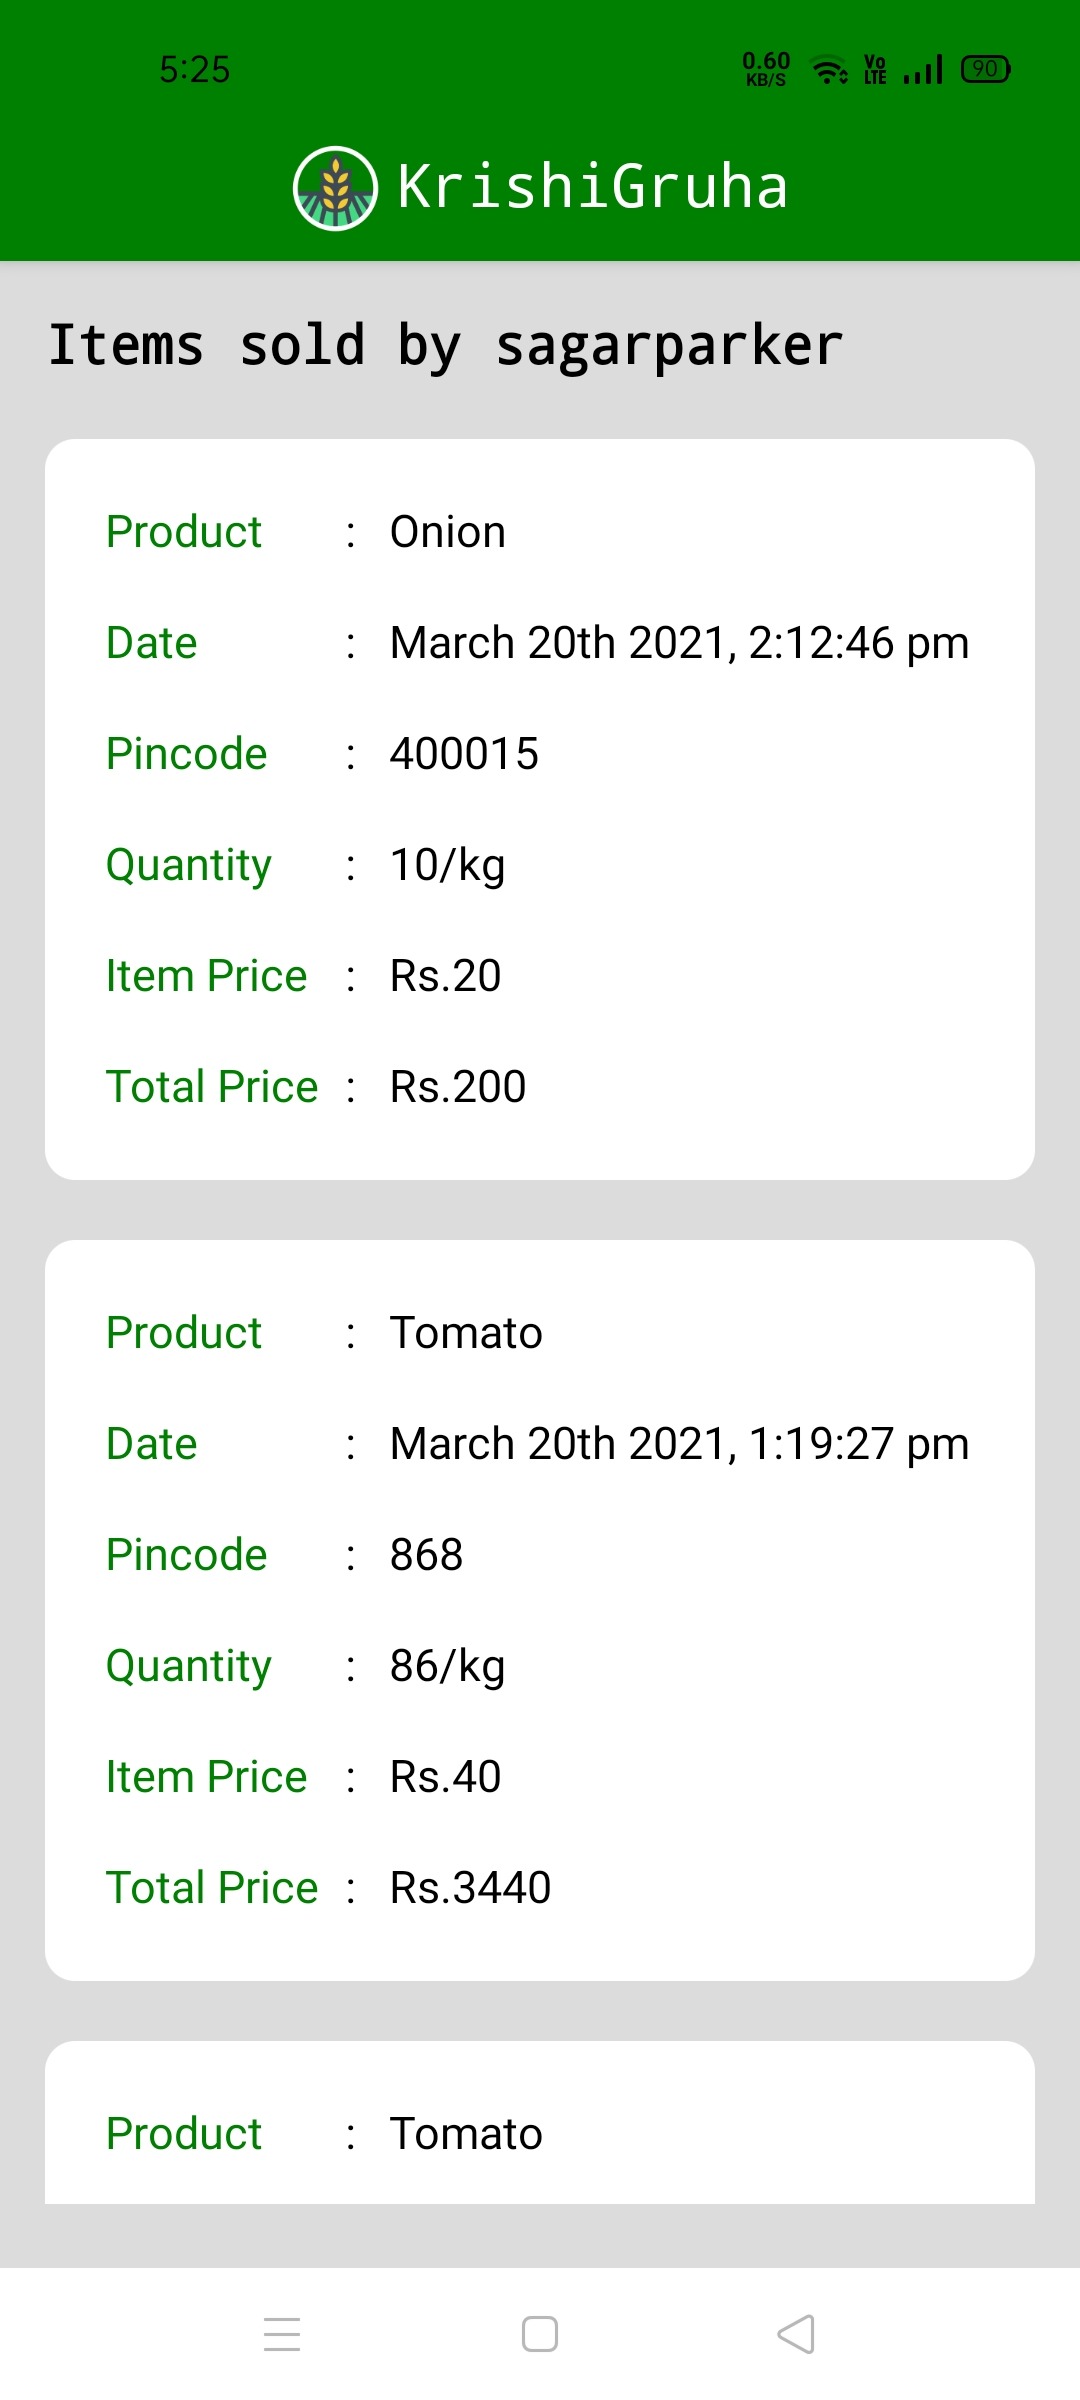 5:25 0.60 KB/S Vo LTE 90
KrishiGruha
Items sold by sagarparker
Product : Onion
Date : March 20th 2021, 2:12:46 pm
Pincode : 400015
Quantity : 10/kg
Item Price : Rs.20
Total Price : Rs.200
Product : Tomato
Date : March 20th 2021, 1:19:27 pm
Pincode : 868
Quantity : 86/kg
Item Price : Rs.40
Total Price : Rs.3440
Product : Tomato